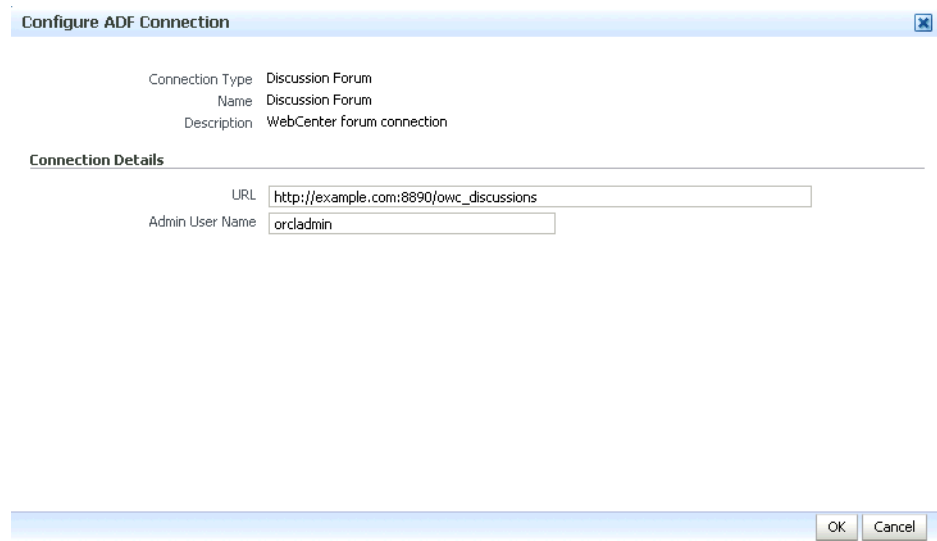 Configure ADF Connection
Connection Type Discussion Forum
Name Discussion Forum
Description WebCenter forum connection
Connection Details
URL http://example.com:8890/owc_discussions
Admin User Name orcladmin
OK Cancel